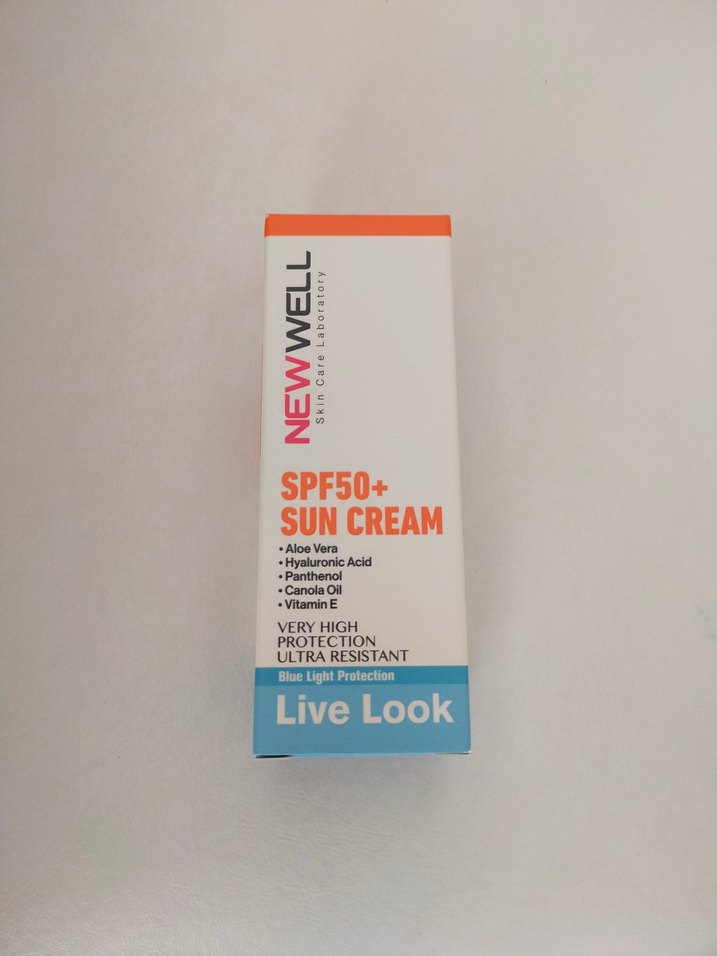 NEWWELL
Skin Care Laboratory
SPF50+
SUN CREAM
• Aloe Vera
• Hyaluronic Acid
• Panthenol
• Canola Oil
• Vitamin E
VERY HIGH
PROTECTION
ULTRA RESISTANT
Blue Light Protection
Live Look